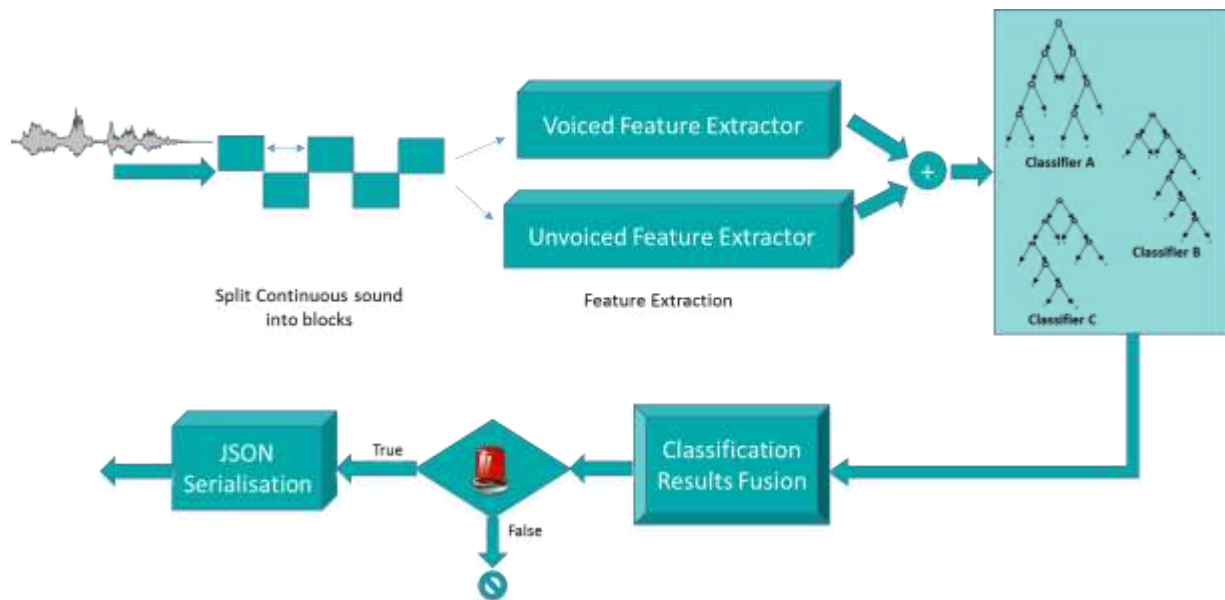 Voiced Feature Extractor
Unvoiced Feature Extractor
+
Split Continuous sound
into blocks
Feature Extraction
Classifier A
Classifier B
Classifier C
JSON
Serialisation
True
False
Classification
Results Fusion